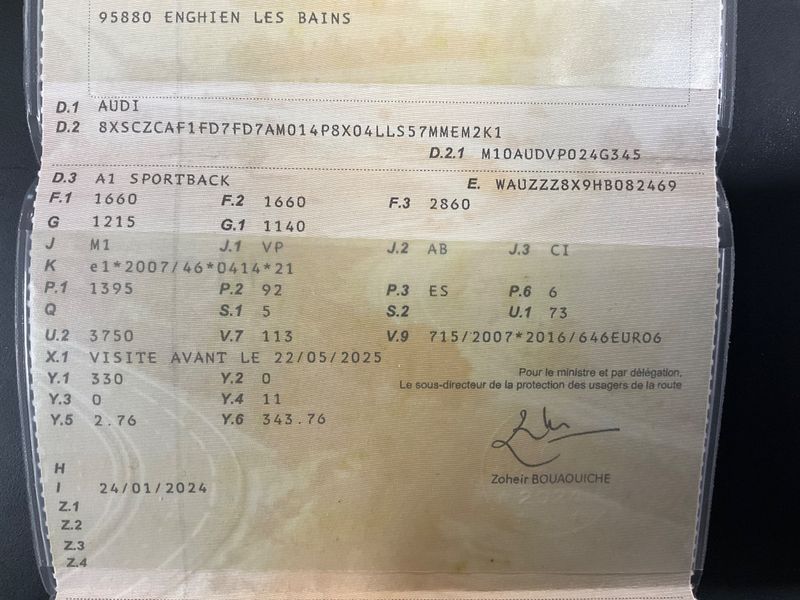 95880 ENGHIEN LES BAINS
D.1 AUDI
D.2 8XSCZCAF1FD7FD7AM014P8X04LLS57MMEM2K1
D.2.1 M10AUDVP024G345
D.3 A1 SPORTBACK E. WAUZZZ8X9HB082469
F.1 1660 F.2 1660 F.3 2860
G 1215 G.1 1140
J M1 J.1 VP J.2 AB J.3 CI
K e1*2007/46*0414*21
P.1 1395 P.2 92 P.3 ES P.6 6
Q S.1 5 S.2 U.1 73
U.2 3750 V.7 113 V.9 715/2007*2016/646EURO6
X.1 VISITE AVANT LE 22/05/2025
Y.1 330 Y.2 0
Pour le ministre et par délégation,
Le sous-directeur de la protection des usagers de la route
Y.3 0 Y.4 11
Y.5 2.76 Y.6 343.76
Zoheir BOUAOUICHE
H
I 24/01/2024
Z.1
Z.2
Z.3
Z.4